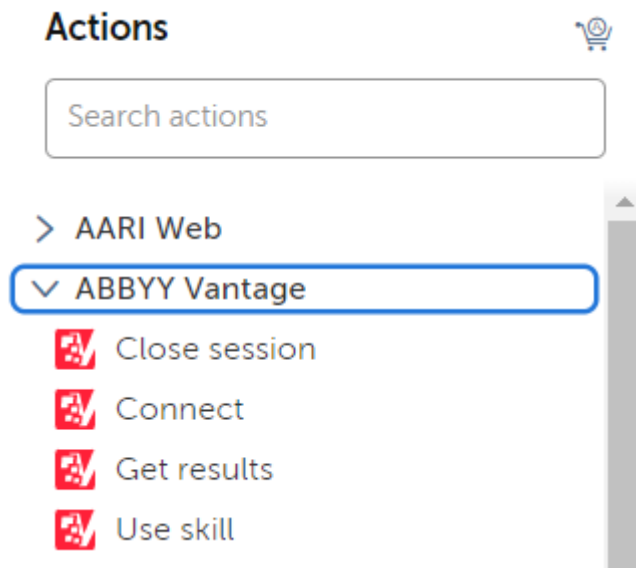 Actions
Search actions
AARI Web
ABBYY Vantage
Close session
Connect
Get results
Use skill